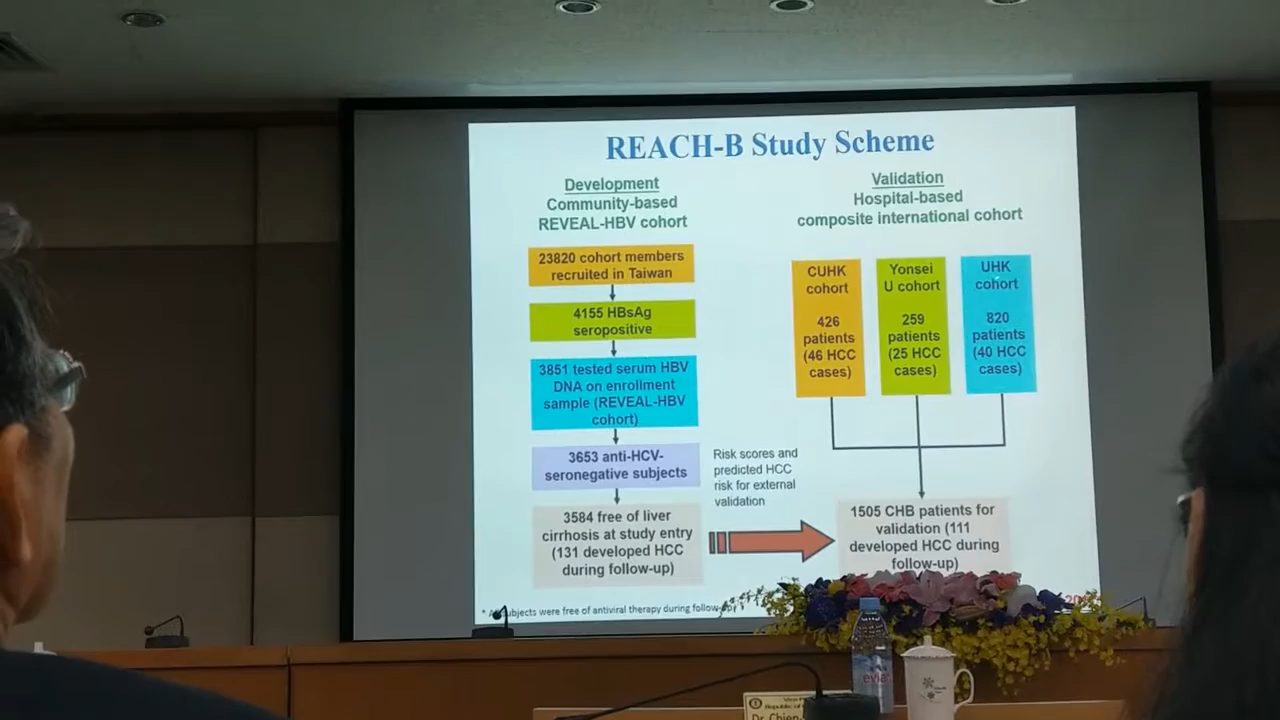 REACH-B Study Scheme
Development
Community-based
REVEAL-HBV cohort
23820 cohort members
recruited in Taiwan
4155 HBsAg
seropositive
3851 tested serum HBV
DNA on enrollment
sample (REVEAL-HBV
cohort)
3653 anti-HCV-
seronegative subjects
3584 free of liver
cirrhosis at study entry
(131 developed HCC
during follow-up)
Risk scores and
predicted HCC
risk for external
validation
Validation
Hospital-based
composite international cohort
CUHK
cohort
426
patients
(46 HCC
cases)
Yonsei
U cohort
259
patients
(25 HCC
cases)
UHK
cohort
820
patients
(40 HCC
cases)
1505 CHB patients for
validation (111
developed HCC during
follow-up)
* subjects were free of antiviral therapy during
evian
Republic of
Dr. Chien